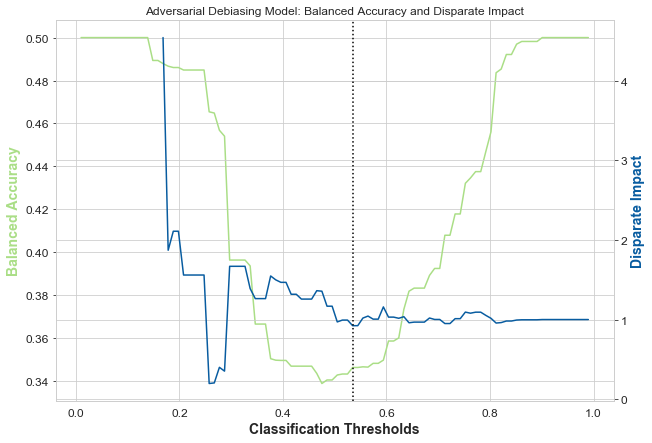 Adversarial Debiasing Model: Balanced Accuracy and Disparate Impact
Balanced Accuracy
0.50
0.48
0.46
0.44
0.42
0.40
0.38
0.36
0.34
4
3
2
1
0
Disparate Impact
0.0 0.2 0.4 0.6 0.8 1.0
Classification Thresholds